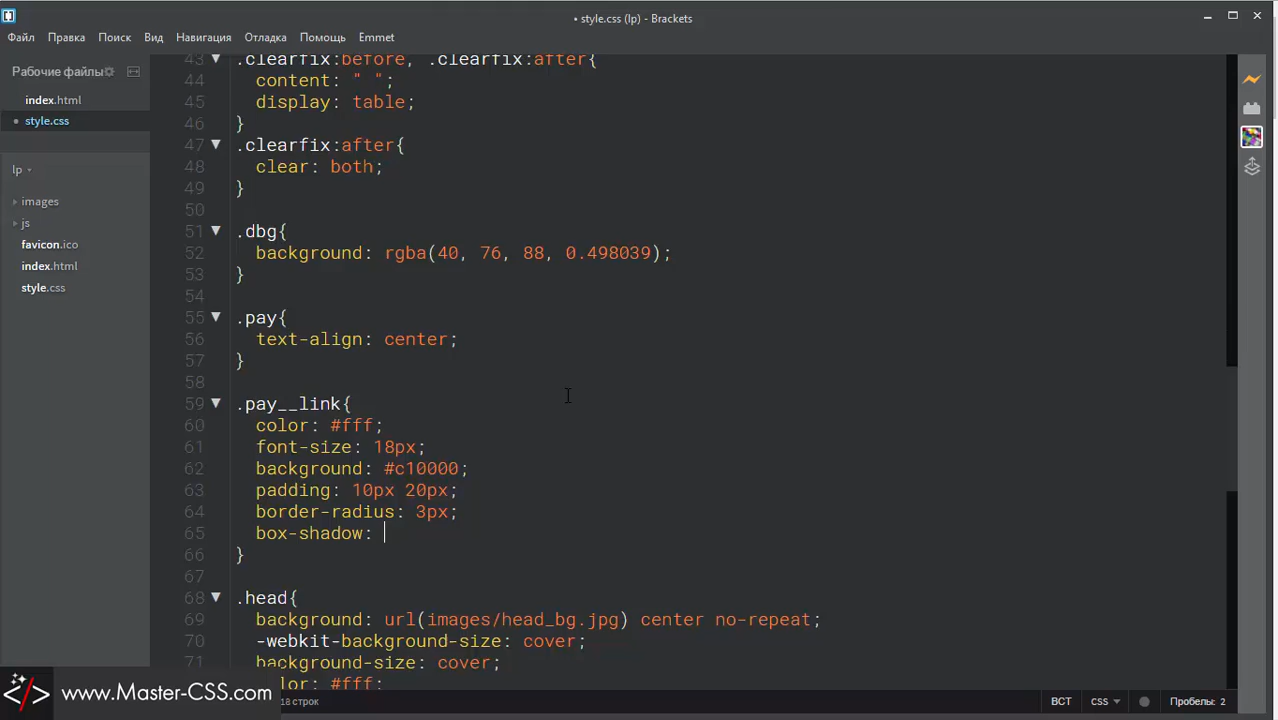 • style.css (lp) - Brackets
Файл Правка Поиск Вид Навигация Отладка Помощь Emmet
Рабочие файлы
index.html
• style.css
lp
images
js
favicon.ico
index.html
style.css
43 .clearfix:before, .clearfix:after{
44 content: " ";
45 display: table;
46 }
47 .clearfix:after{
48 clear: both;
49 }
50
51 .dbg{
52 background: rgba(40, 76, 88, 0.498039);
53 }
54
55 .pay{
56 text-align: center;
57 }
58
59 .pay__link{
60 color: #fff;
61 font-size: 18px;
62 background: #c10000;
63 padding: 10px 20px;
64 border-radius: 3px;
65 box-shadow:
66 }
67
68 .head{
69 background: url(images/head_bg.jpg) center no-repeat;
70 -webkit-background-size: cover;
71 background-size: cover;
color: #fff;
www.Master-CSS.com
18 строк ВСТ CSS Пробелы: 2